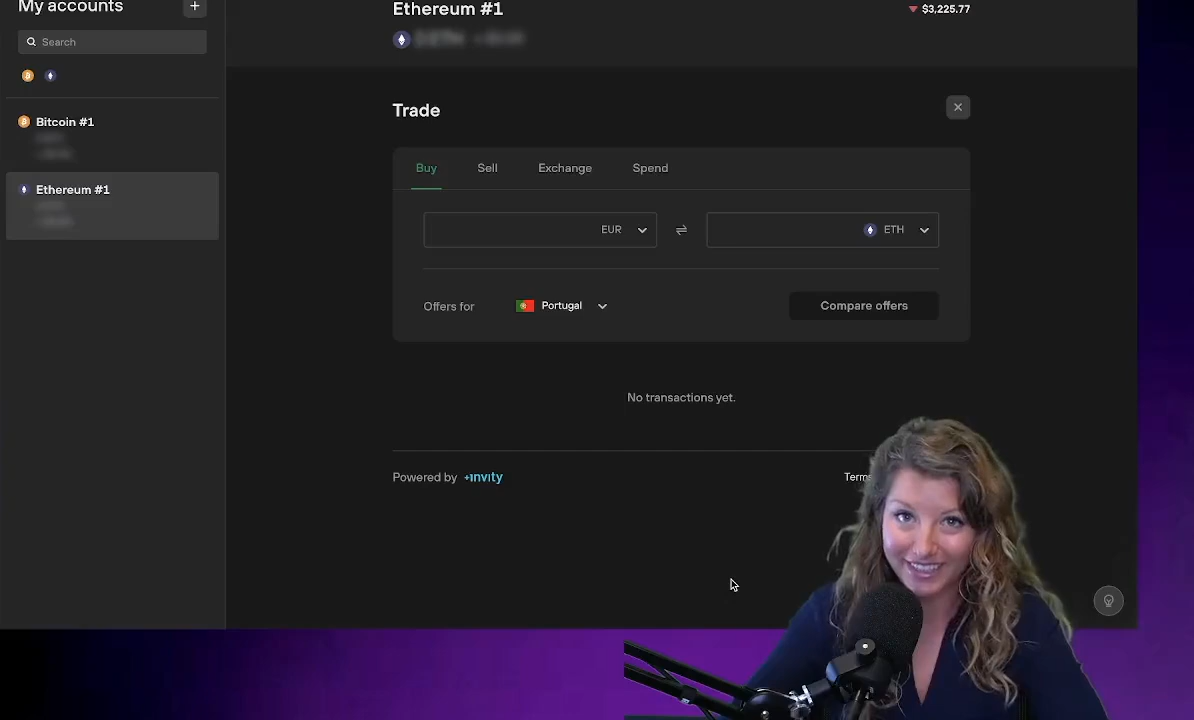 My accounts
+
Search
Bitcoin #1
Ethereum #1
Ethereum #1
$3,225.77
Trade
Buy Sell Exchange Spend
EUR
ETH
Offers for
Portugal
Compare offers
No transactions yet.
Powered by
invity
Terms